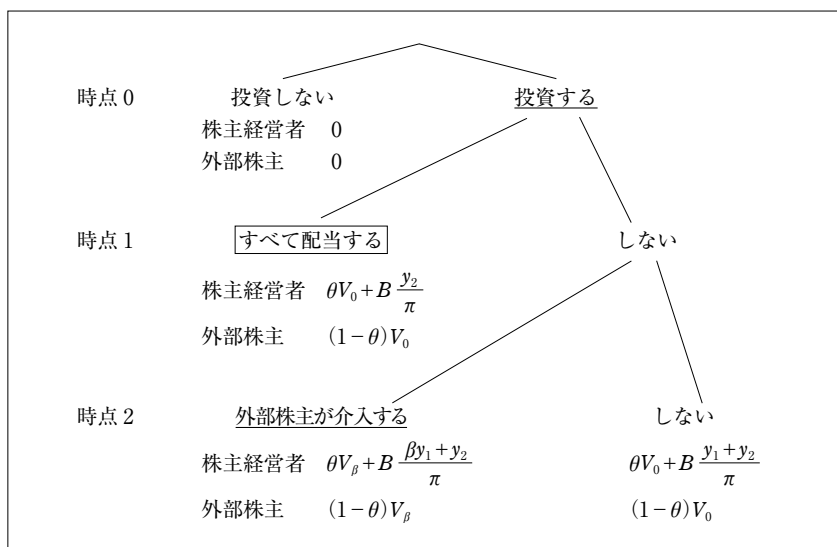 時点 0 投資しない 投資する
株主経営者 0
外部株主 0
時点 1 すべて配当する しない
株主経営者 θV₀+B y₂/π
外部株主 (1−θ)V₀
時点 2 外部株主が介入する しない
株主経営者 θVᵦ+B (βy₁+y₂)/π θV₀+B (y₁+y₂)/π
外部株主 (1−θ)Vᵦ (1−θ)V₀